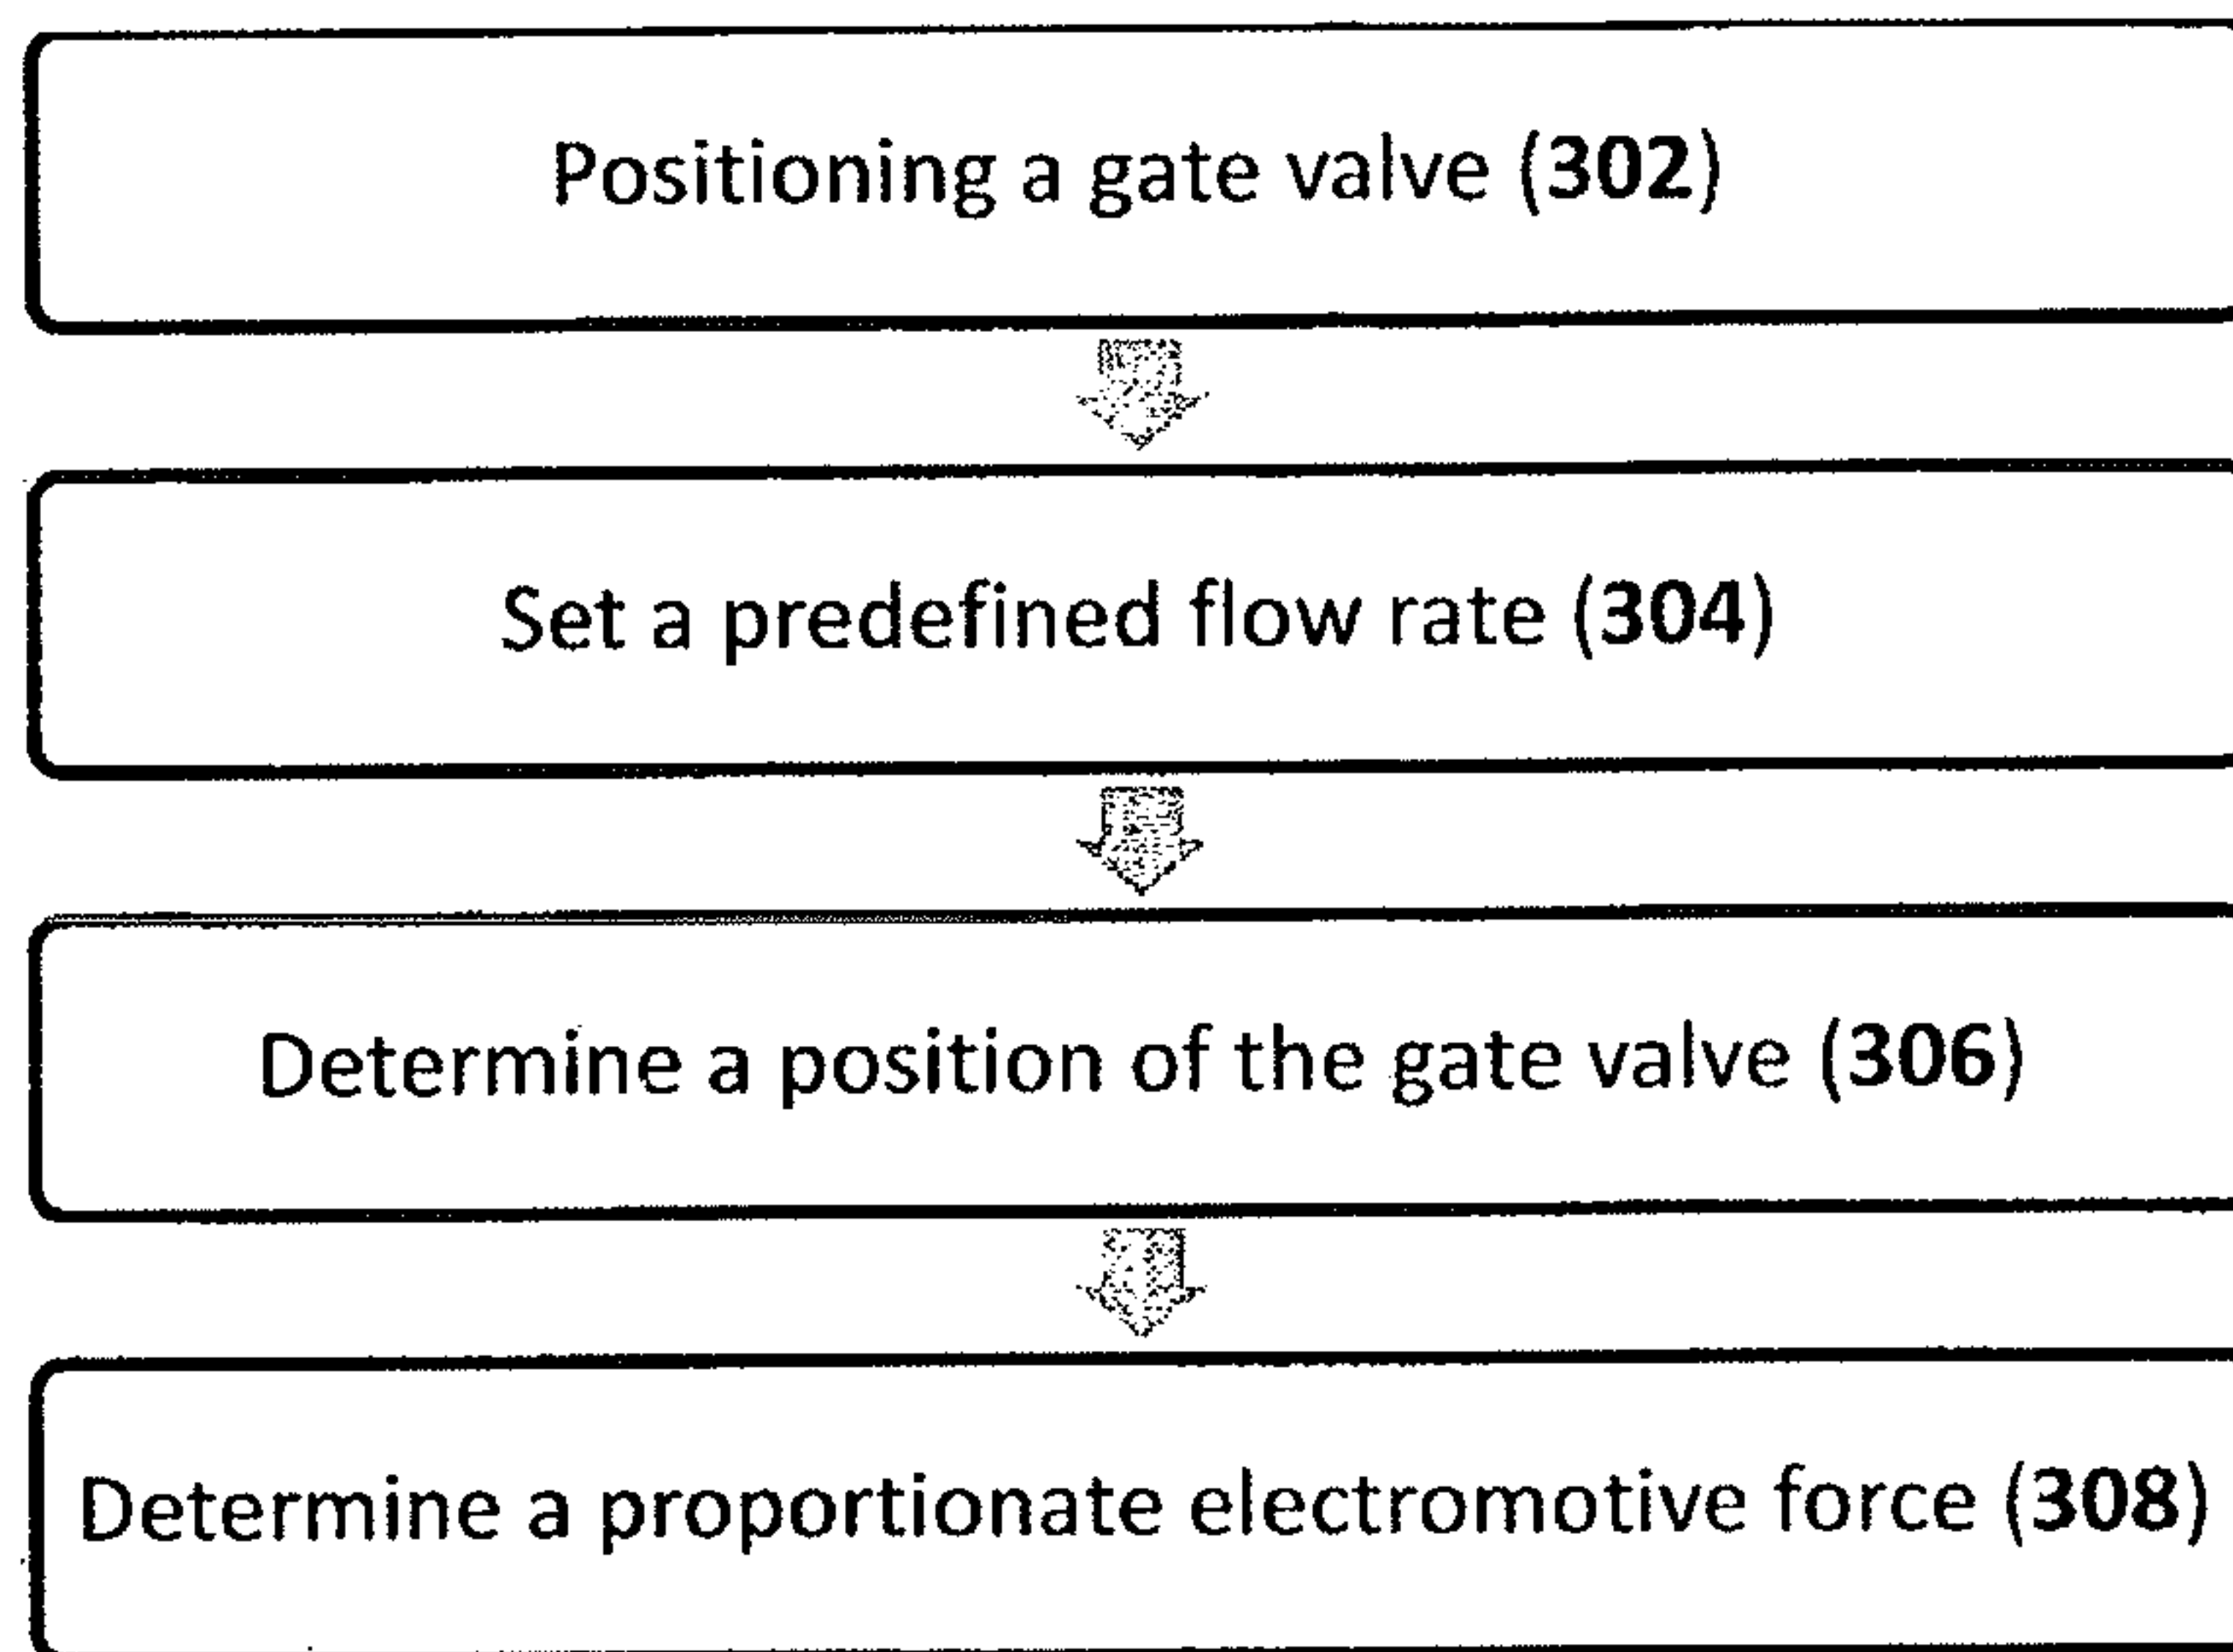 Positioning a gate valve (302)
Set a predefined flow rate (304)
Determine a position of the gate valve (306)
Determine a proportionate electromotive force (308)